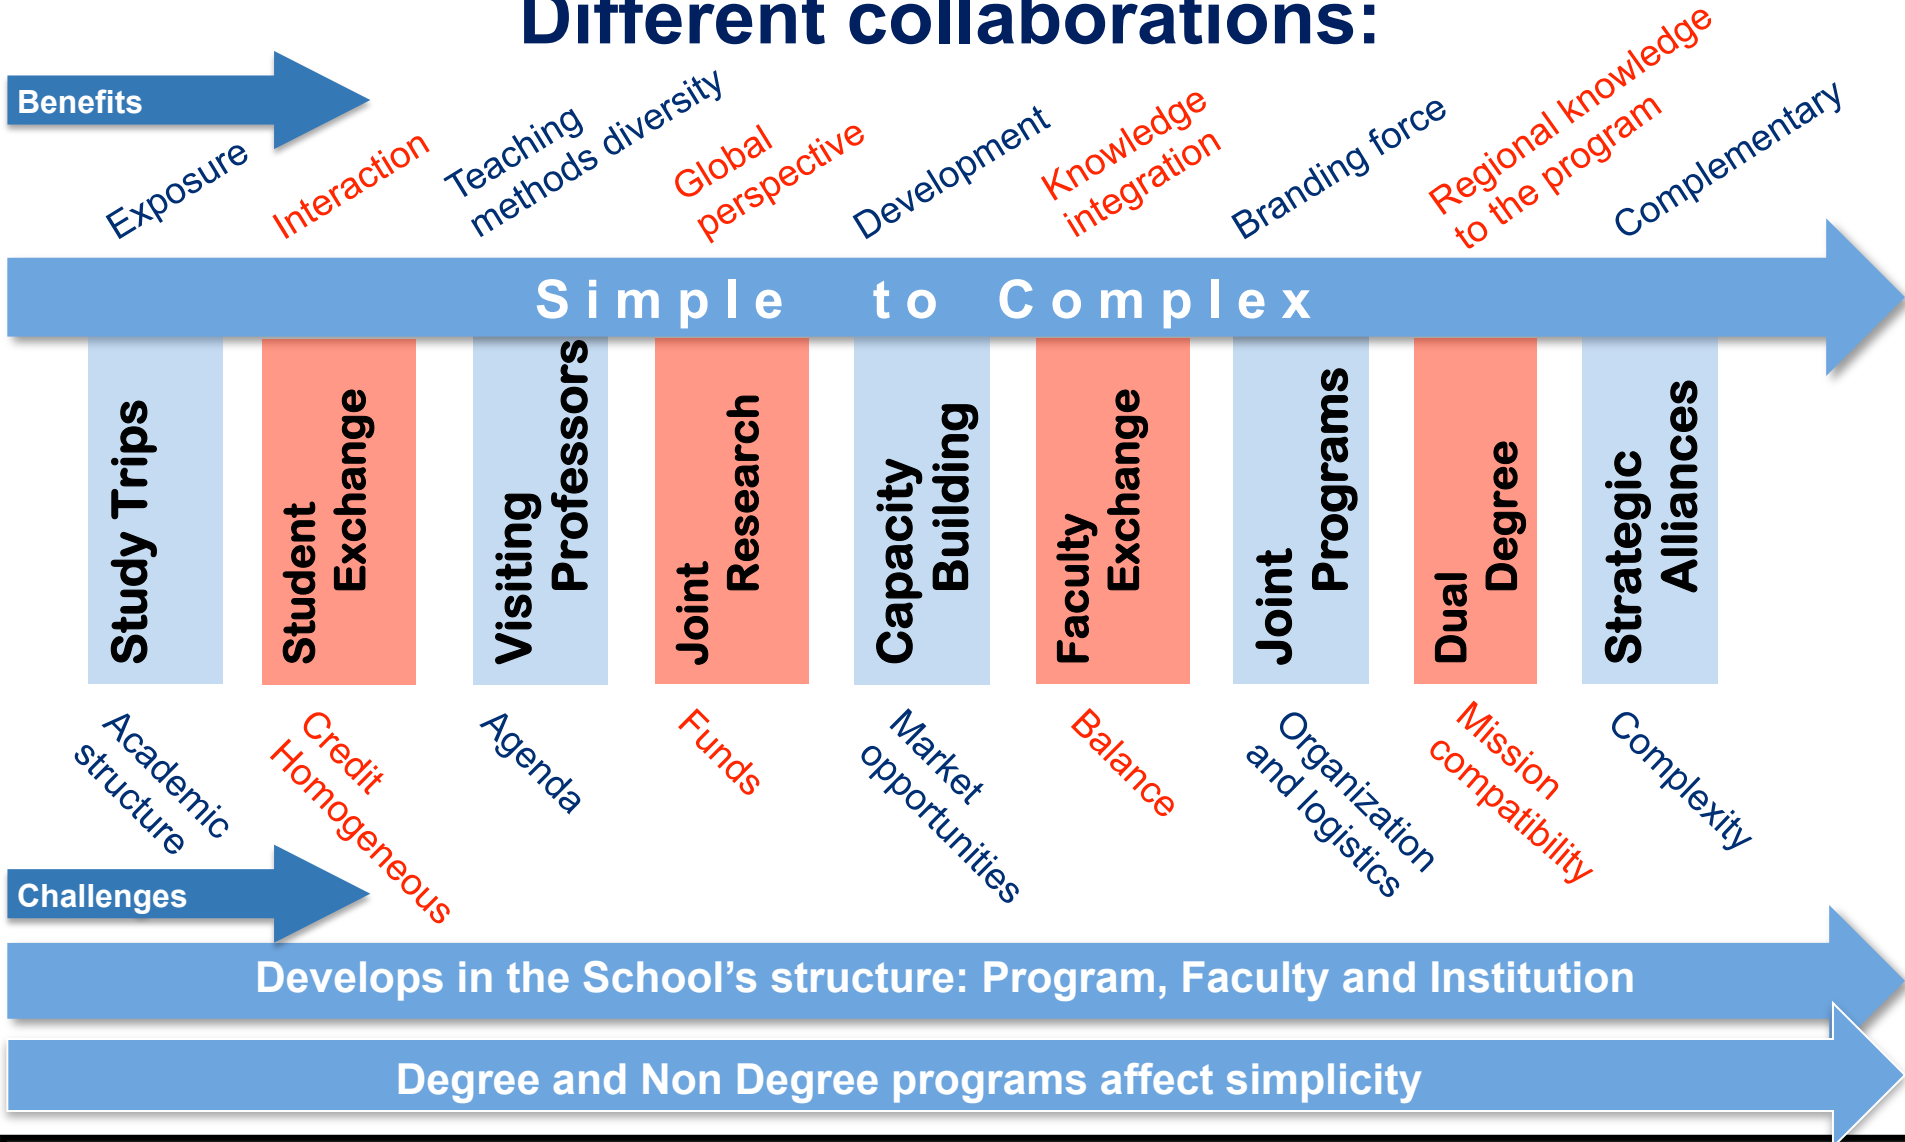 Different collaborations:
Benefits
Exposure
Interaction
Teaching
methods diversity
Global
perspective
Development
Knowledge
integration
Branding force
Regional knowledge
to the program
Complementary
Simple to Complex
Study Trips
Student
Exchange
Visiting
Professors
Joint
Research
Capacity
Building
Faculty
Exchange
Joint
Programs
Dual
Degree
Strategic
Alliances
Academic
structure
Credit
Homogeneous
Agenda
Funds
Market
opportunities
Balance
Organization
and logistics
Mission
compatibility
Complexity
Challenges
Develops in the School’s structure: Program, Faculty and Institution
Degree and Non Degree programs affect simplicity